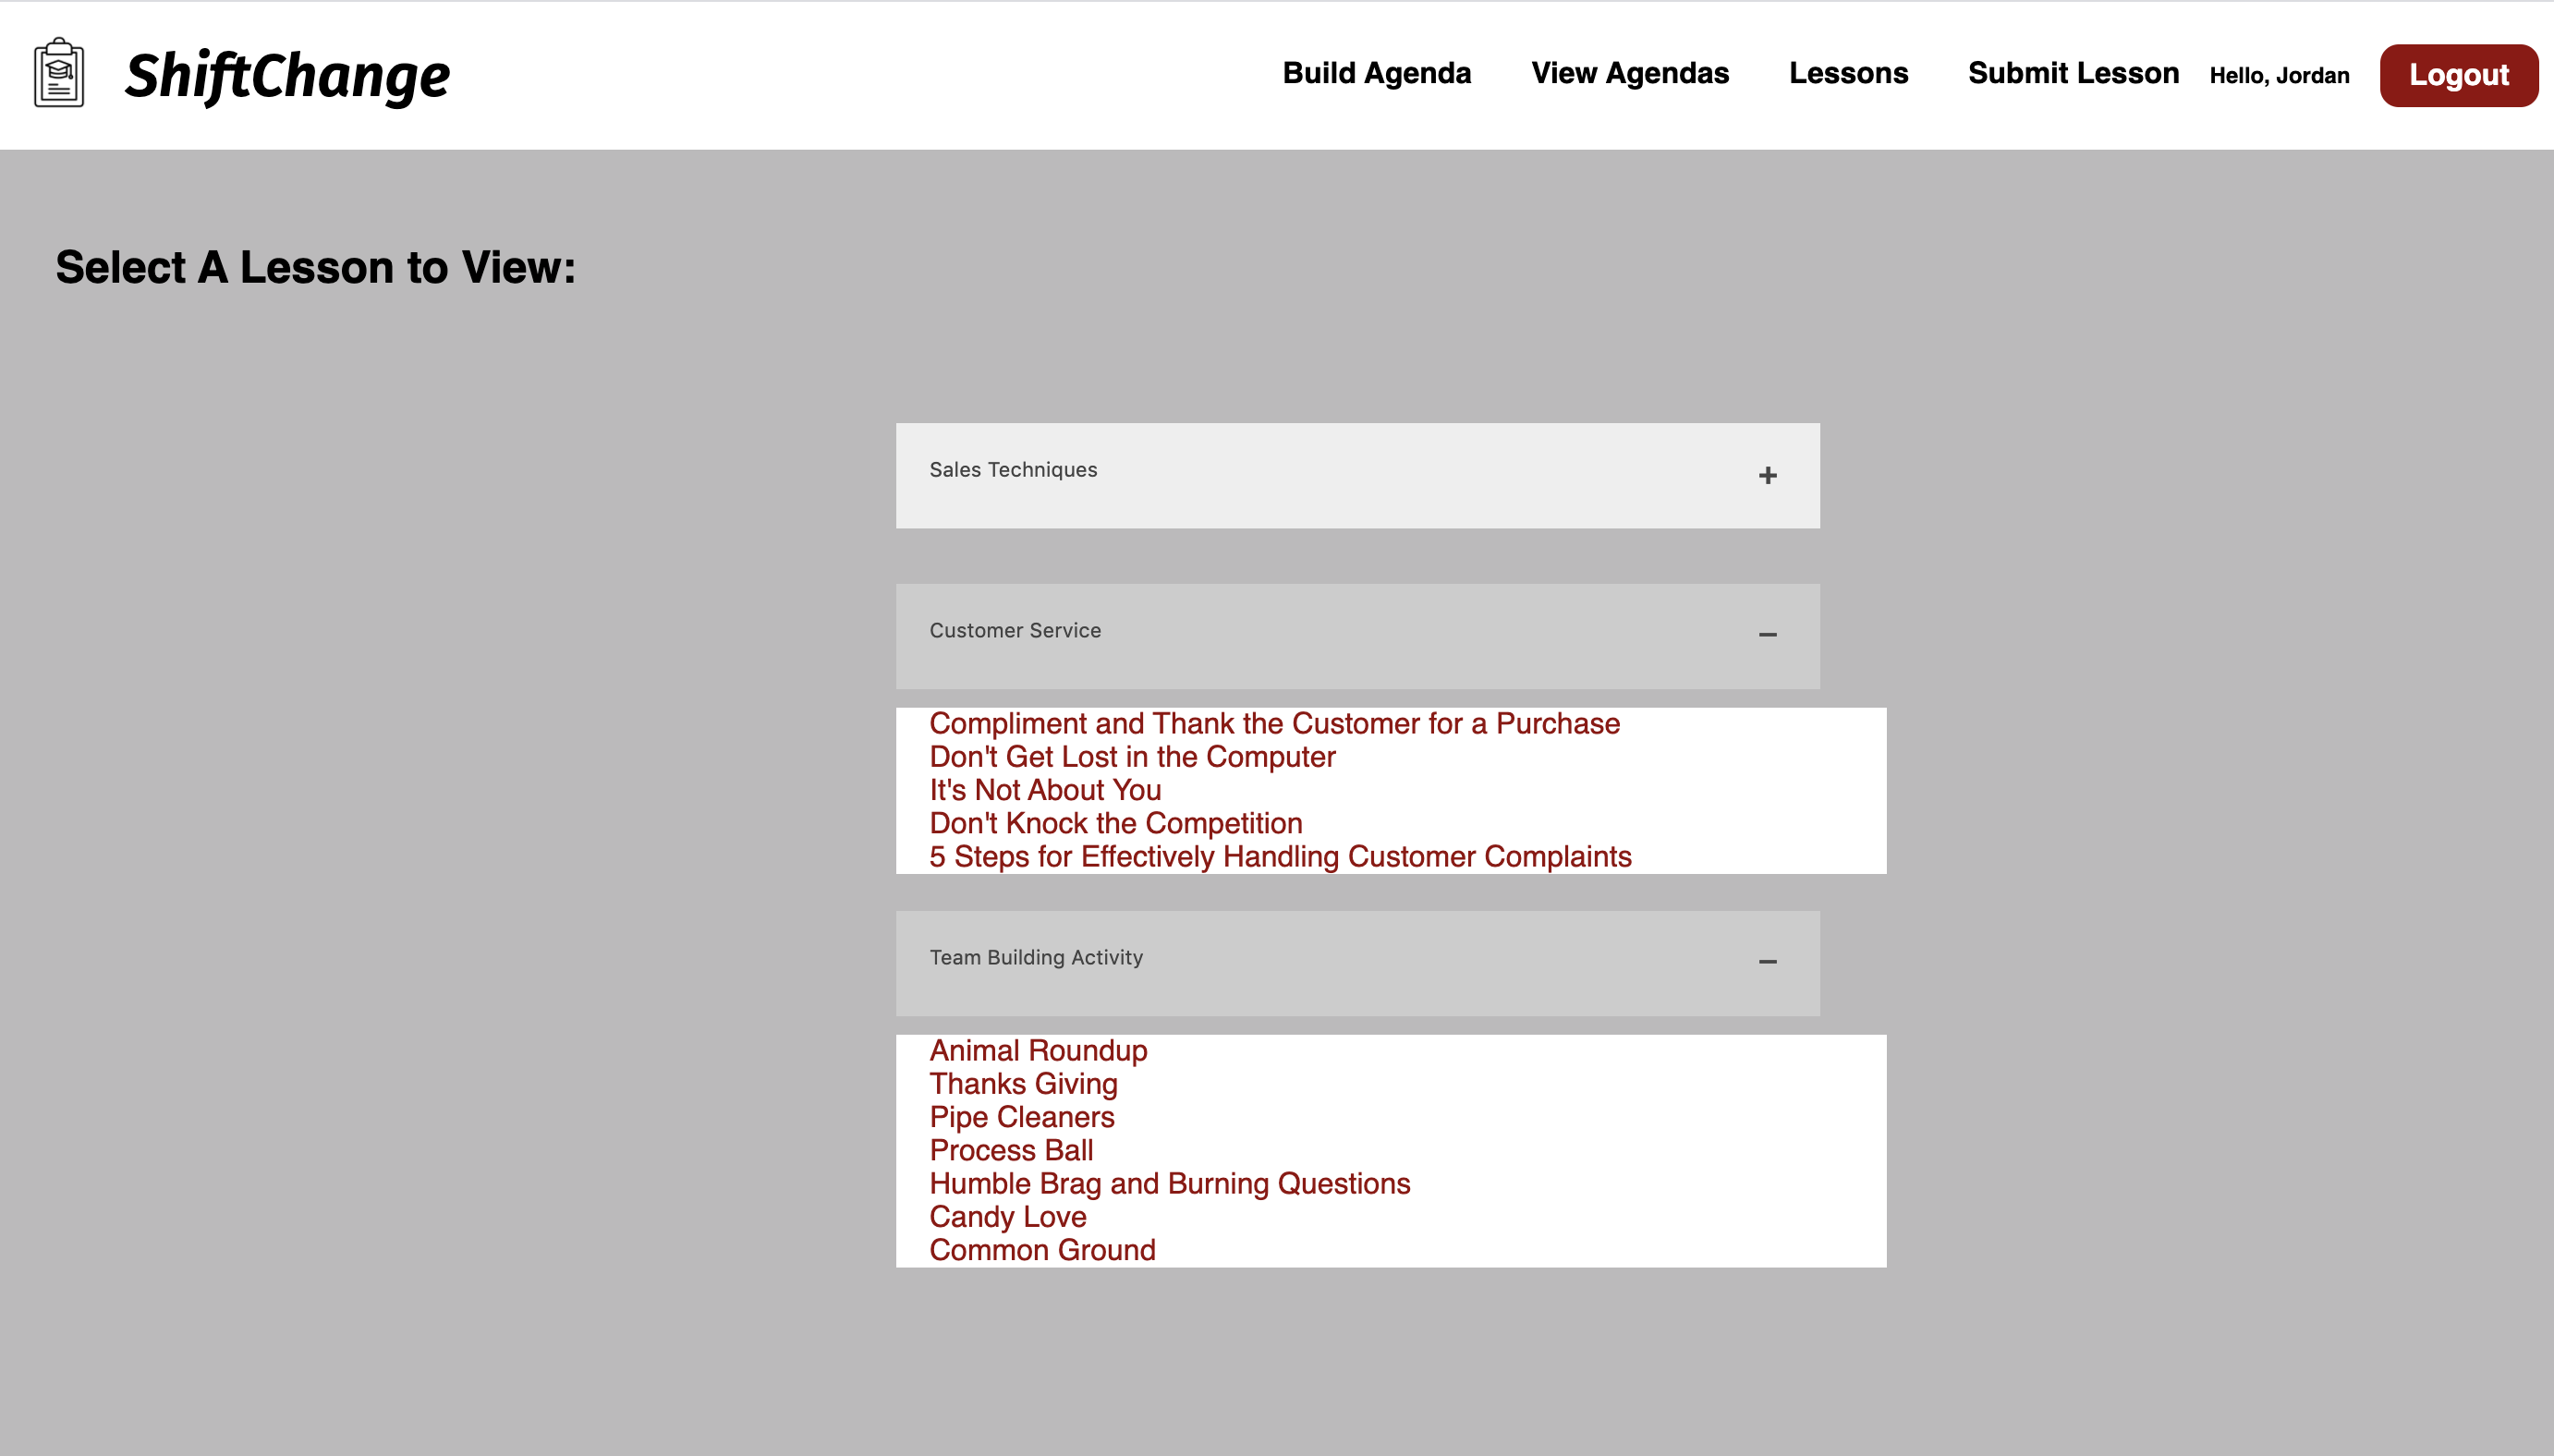 ShiftChange
Build Agenda
View Agendas
Lessons
Submit Lesson
Hello, Jordan
Logout
Select A Lesson to View:
Sales Techniques
+
Customer Service
–
Compliment and Thank the Customer for a Purchase
Don't Get Lost in the Computer
It's Not About You
Don't Knock the Competition
5 Steps for Effectively Handling Customer Complaints
Team Building Activity
–
Animal Roundup
Thanks Giving
Pipe Cleaners
Process Ball
Humble Brag and Burning Questions
Candy Love
Common Ground